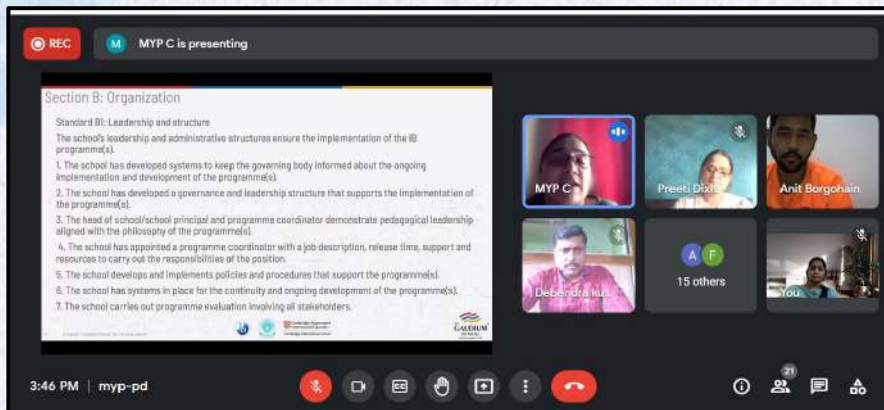 REC
M
MYP C is presenting
Section B: Organization
Standard B1: Leadership and structure
The school's leadership and administrative structures ensure the implementation of the IB
programme(s).
1. The school has developed systems to keep the governing body informed about the ongoing
implementation and development of the programme(s).
2. The school has developed a governance and leadership structure that supports the implementation of
the programme(s).
3. The head of school/school principal and programme coordinator demonstrate pedagogical leadership
aligned with the philosophy of the programme(s).
4. The school has appointed a programme coordinator with a job description, release time, support and
resources to carry out the responsibilities of the position.
5. The school develops and implements policies and procedures that support the programme(s).
6. The school has systems in place for the continuity and ongoing development of the programme(s).
7. The school carries out programme evaluation involving all stakeholders.
GAUDIUM
MYP C
Preeti Dixit
Anit Borgohain
Debendra ku...
A F
15 others
You
3:46 PM | myp-pd
CC
21